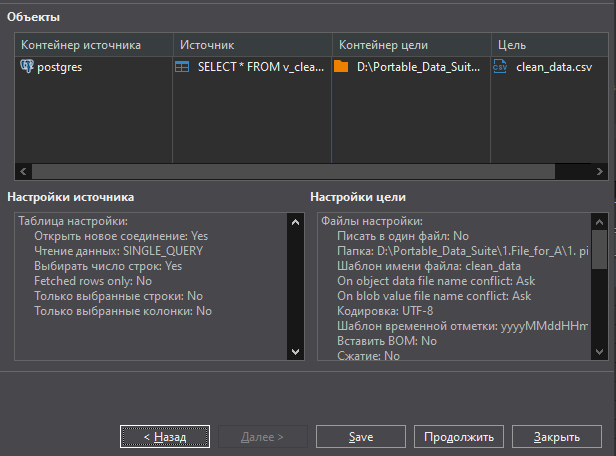 Объекты
Контейнер источника Источник Контейнер цели Цель
postgres SELECT * FROM v_clea... D:\Portable_Data_Suit... clean_data.csv
Настройки источника
Таблица настройки:
Открыть новое соединение: Yes
Чтение данных: SINGLE_QUERY
Выбирать число строк: Yes
Fetched rows only: No
Только выбранные строки: No
Только выбранные колонки: No
Настройки цели
Файлы настройки:
Писать в один файл: No
Папка: D:\Portable_Data_Suite\1.File_for_A\1. pi
Шаблон имени файла: clean_data
On object data file name conflict: Ask
On blob value file name conflict: Ask
Кодировка: UTF-8
Шаблон временной отметки: yyyyMMddHHm
Вставить BOM: No
Сжатие: No
< Назад Далее > Save Продолжить Закрыть